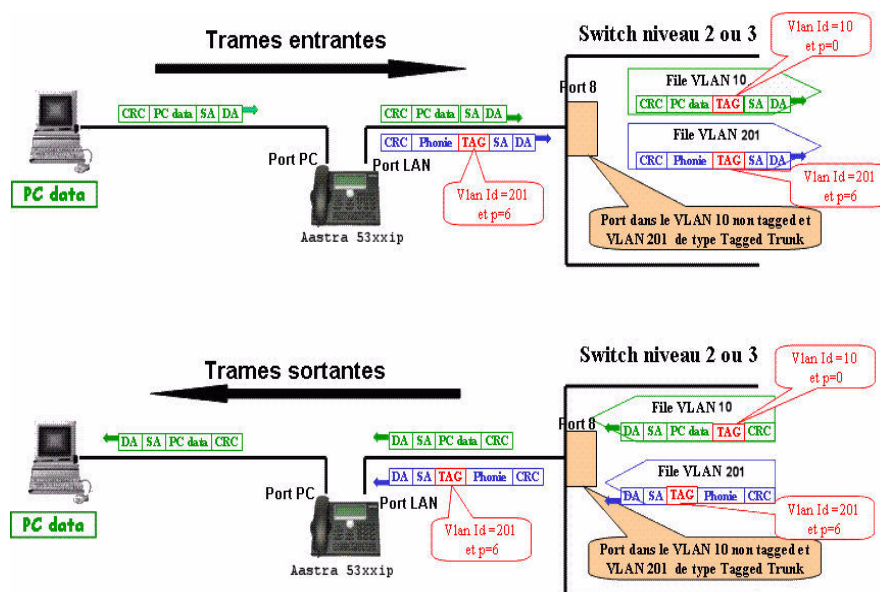 Trames entrantes
Switch niveau 2 ou 3
Vlan Id =10
et p=0
PC data
CRC PC data SA DA
Port PC
Aastra 53xxip
Port LAN
CRC PC data SA DA
CRC Phonie TAG SA DA
Vlan Id =201
et p=6
Port 8
File VLAN 10
CRC PC data TAG SA DA
File VLAN 201
CRC Phonie TAG SA DA
Vlan Id =201
et p=6
Port dans le VLAN 10 non tagged et
VLAN 201 de type Tagged Trunk
Trames sortantes
Switch niveau 2 ou 3
Vlan Id =10
et p=0
PC data
DA SA PC data CRC
Port PC
Aastra 53xxip
Port LAN
DA SA PC data CRC
DA SA TAG Phonie CRC
Vlan Id =201
et p=6
Port 8
File VLAN 10
DA SA PC data TAG CRC
File VLAN 201
DA SA TAG Phonie CRC
Vlan Id =201
et p=6
Port dans le VLAN 10 non tagged et
VLAN 201 de type Tagged Trunk